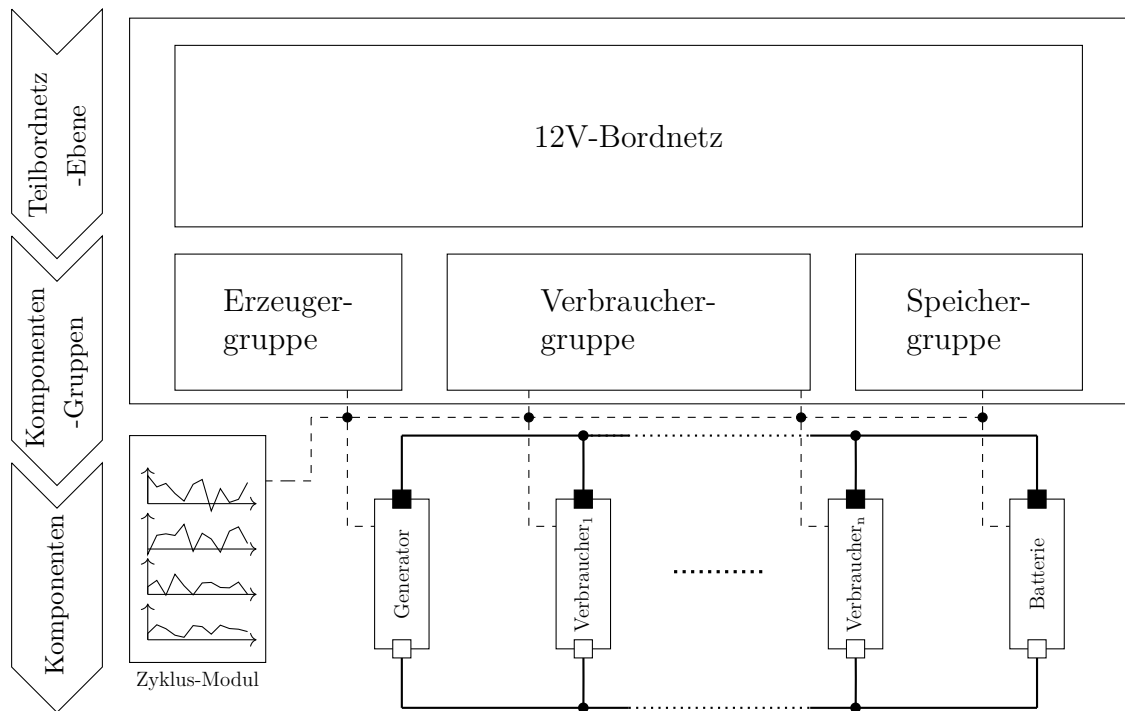 Teilbordnetz
-Ebene
12V-Bordnetz
Komponenten
-Gruppen
Erzeuger-
gruppe
Verbraucher-
gruppe
Speicher-
gruppe
Komponenten
Zyklus-Modul
Generator
Verbraucher₁
Verbraucherₙ
Batterie